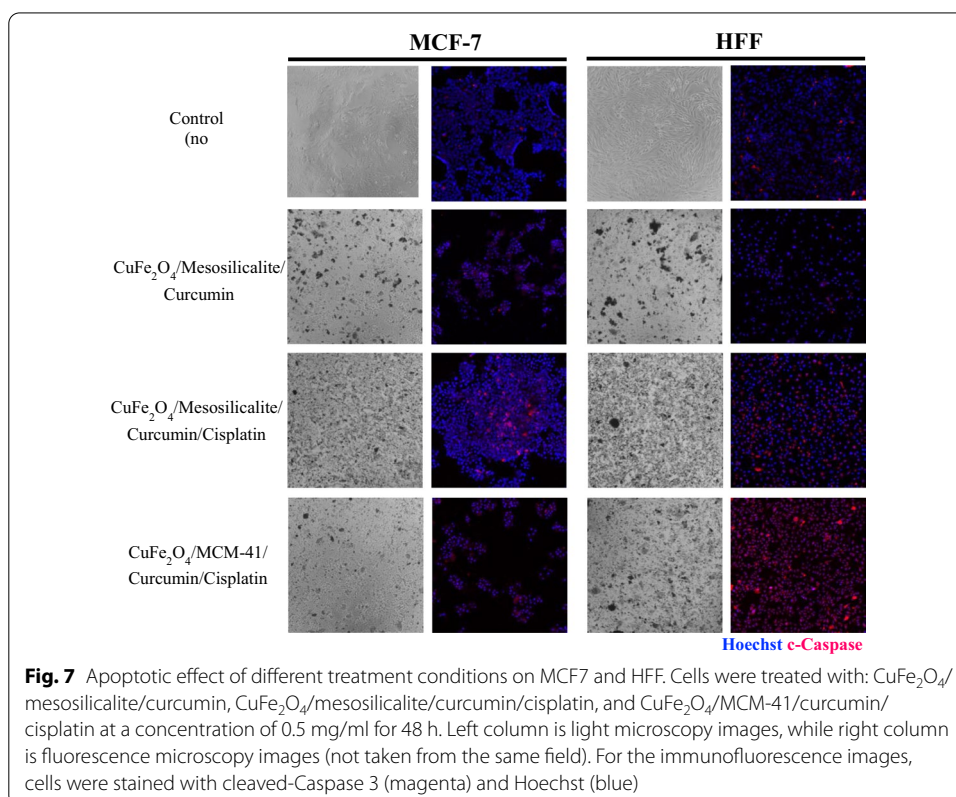 MCF-7 HFF
Control
(no
CuFe₂O₄/Mesosilicalite/
Curcumin
CuFe₂O₄/Mesosilicalite/
Curcumin/Cisplatin
CuFe₂O₄/MCM-41/
Curcumin/Cisplatin
Hoechst c-Caspase
Fig. 7 Apoptotic effect of different treatment conditions on MCF7 and HFF. Cells were treated with: CuFe₂O₄/
mesosilicalite/curcumin, CuFe₂O₄/mesosilicalite/curcumin/cisplatin, and CuFe₂O₄/MCM-41/curcumin/
cisplatin at a concentration of 0.5 mg/ml for 48 h. Left column is light microscopy images, while right column
is fluorescence microscopy images (not taken from the same field). For the immunofluorescence images,
cells were stained with cleaved-Caspase 3 (magenta) and Hoechst (blue)